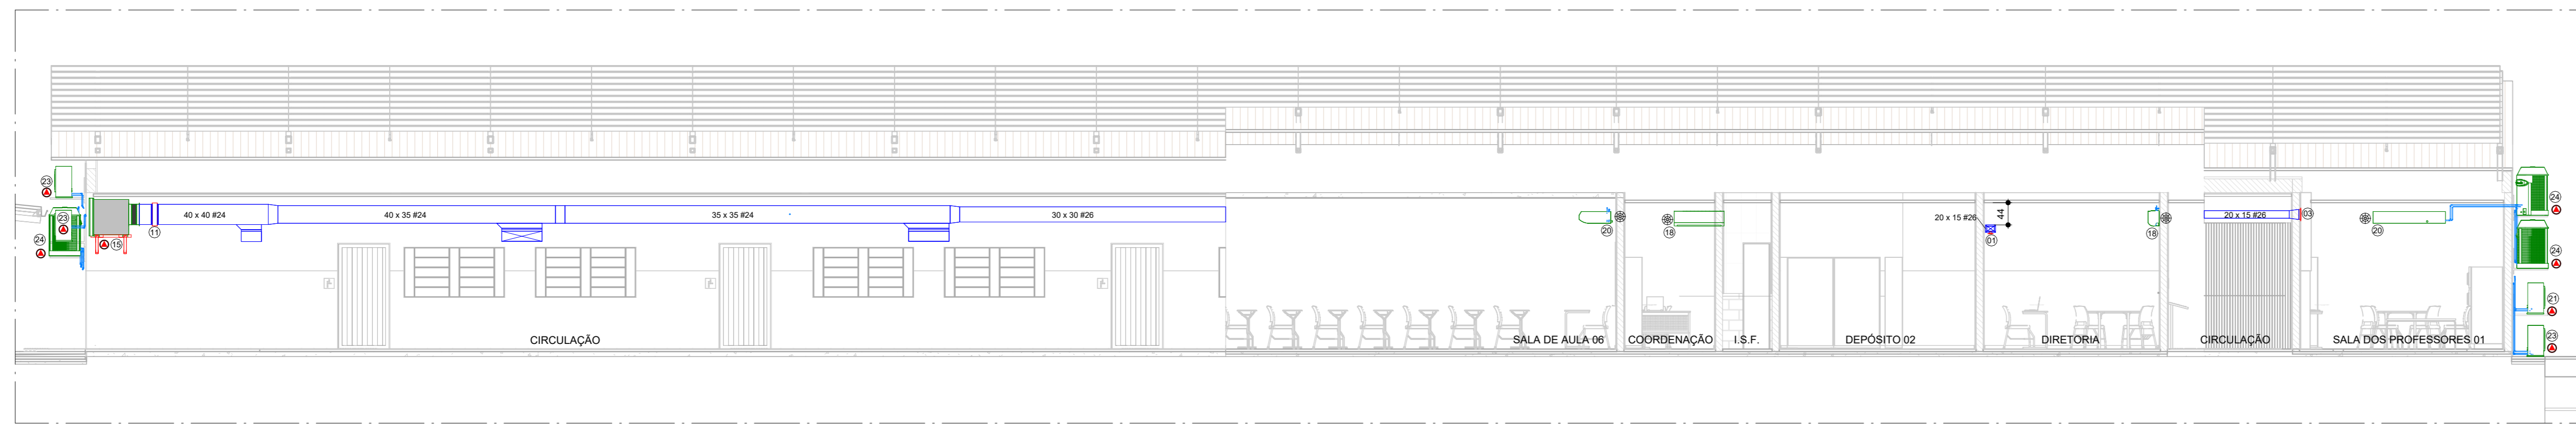 23
23
24
15
11
40 x 40 #24
40 x 35 #24
35 x 35 #24
30 x 30 #26
20
18
20 x 15 #26
44
01
18
20 x 15 #26
03
20
24
24
21
23
CIRCULAÇÃO
SALA DE AULA 06
COORDENAÇÃO
I.S.F.
DEPÓSITO 02
DIRETORIA
CIRCULAÇÃO
SALA DOS PROFESSORES 01